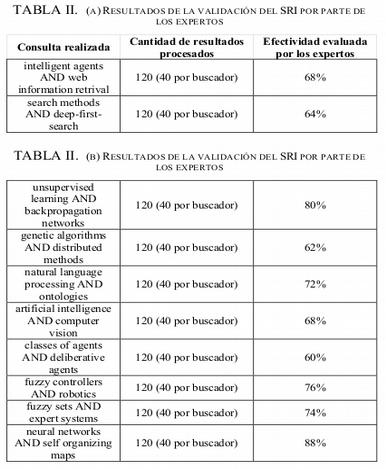 TABLA II. (A) RESULTADOS DE LA VALIDACIÓN DEL SRI POR PARTE DE
LOS EXPERTOS
Consulta realizada
Cantidad de resultados
procesados
Efectividad evaluada
por los expertos
intelligent agents
AND web
information retrival
120 (40 por buscador)
68%
search methods
AND deep-first-
search
120 (40 por buscador)
64%
TABLA II. (B) RESULTADOS DE LA VALIDACIÓN DEL SRI POR PARTE DE
LOS EXPERTOS
unsupervised
learning AND
backpropagation
networks
120 (40 por buscador)
80%
genetic algorithms
AND distributed
methods
120 (40 por buscador)
62%
natural language
processing AND
ontologies
120 (40 por buscador)
72%
artificial intelligence
AND computer
vision
120 (40 por buscador)
68%
classes of agents
AND deliberative
agents
120 (40 por buscador)
60%
fuzzy controllers
AND robotics
120 (40 por buscador)
76%
fuzzy sets AND
expert systems
120 (40 por buscador)
74%
neural networks
AND self organizing
maps
120 (40 por buscador)
88%